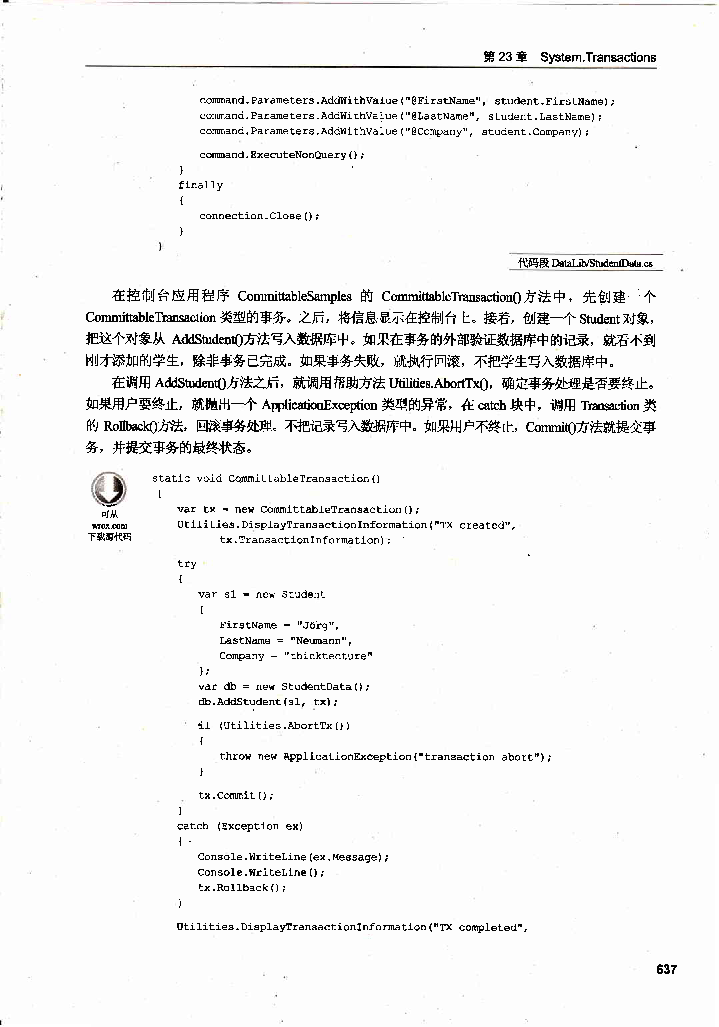 第 23 章 System.Transactions
command.Parameters.AddWithValue("@FirstName", student.FirstName);
command.Parameters.AddWithValue("@LastName", student.LastName);
command.Parameters.AddWithValue("@Company", student.Company);
command.ExecuteNonQuery();
}
finally
{
connection.Close();
}
}
代码段 DataLib/StudentData.cs
在控制台应用程序 CommittableSamples 的 CommittableTransaction()方法中，先创建一个
CommittableTransaction 类型的事务。之后，将信息显示在控制台上。接着，创建一个 Student 对象，
把这个对象从 AddStudent()方法写入数据库中。如果在事务的外部验证数据库中的记录，就看不到
刚才添加的学生，除非事务已完成。如果事务失败，就执行回滚，不把学生写入数据库中。
在调用 AddStudent()方法之后，就调用帮助方法 Utilities.AbortTx()，确定事务处理是否要终止。
如果用户要终止，就抛出一个 ApplicationException 类型的异常，在 catch 块中，调用 Transaction 类
的 Rollback()方法，回滚事务处理。不把记录写入数据库中。如果用户不终止，Commit()方法就提交事
务，并提交事务的最终状态。
可从
wrox.com
下载源代码
static void CommittableTransaction()
{
var tx = new CommittableTransaction();
Utilities.DisplayTransactionInformation("TX created",
tx.TransactionInformation);
try
{
var s1 = new Student
{
FirstName = "Jörg",
LastName = "Neumann",
Company = "thinktecture"
};
var db = new StudentData();
db.AddStudent(s1, tx);
if (Utilities.AbortTx())
{
throw new ApplicationException("transaction abort");
}
tx.Commit();
}
catch (Exception ex)
{
Console.WriteLine(ex.Message);
Console.WriteLine();
tx.Rollback();
}
Utilities.DisplayTransactionInformation("TX completed",
637